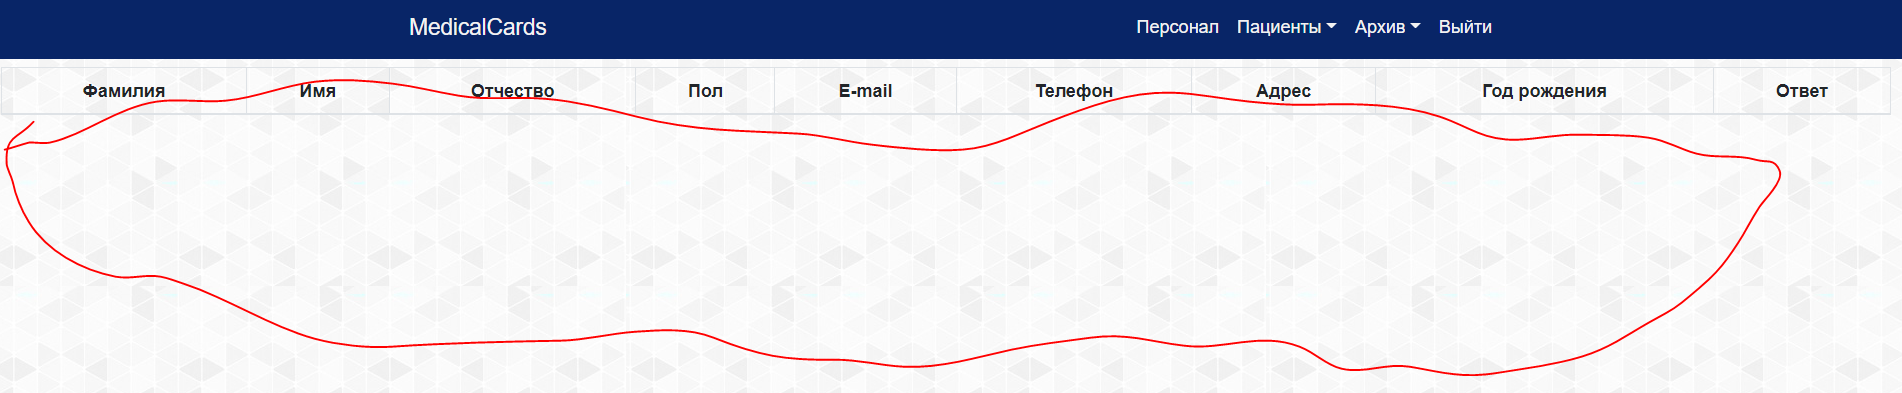 MedicalCards Персонал Пациенты Архив Выйти
Фамилия Имя Отчество Пол E-mail Телефон Адрес Год рождения Ответ